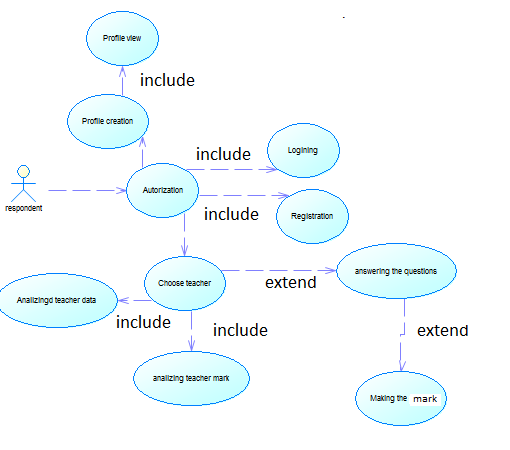 Profile view
include
Profile creation
include
Logining
Autorization
respondent
include
Registration
Choose teacher
answering the questions
extend
Analizingd teacher data
include
include
extend
analizing teacher mark
Making the mark